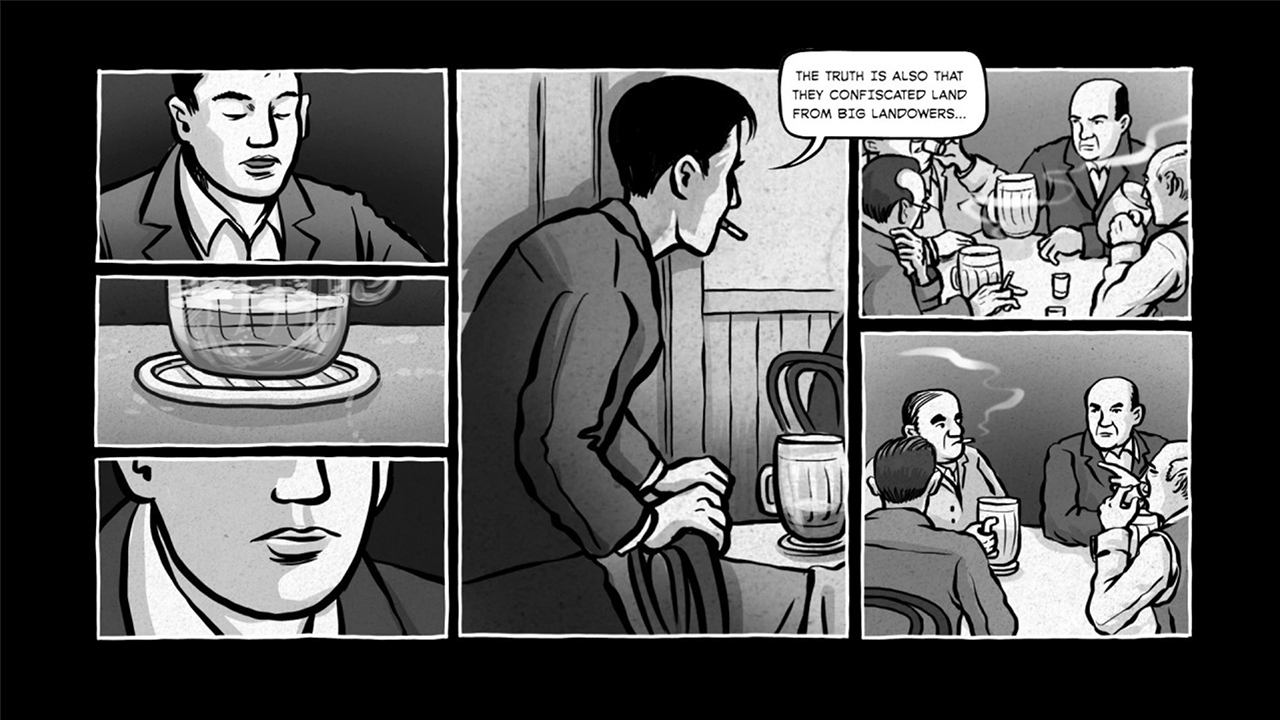 THE TRUTH IS ALSO THAT
THEY CONFISCATED LAND
FROM BIG LANDOWERS...